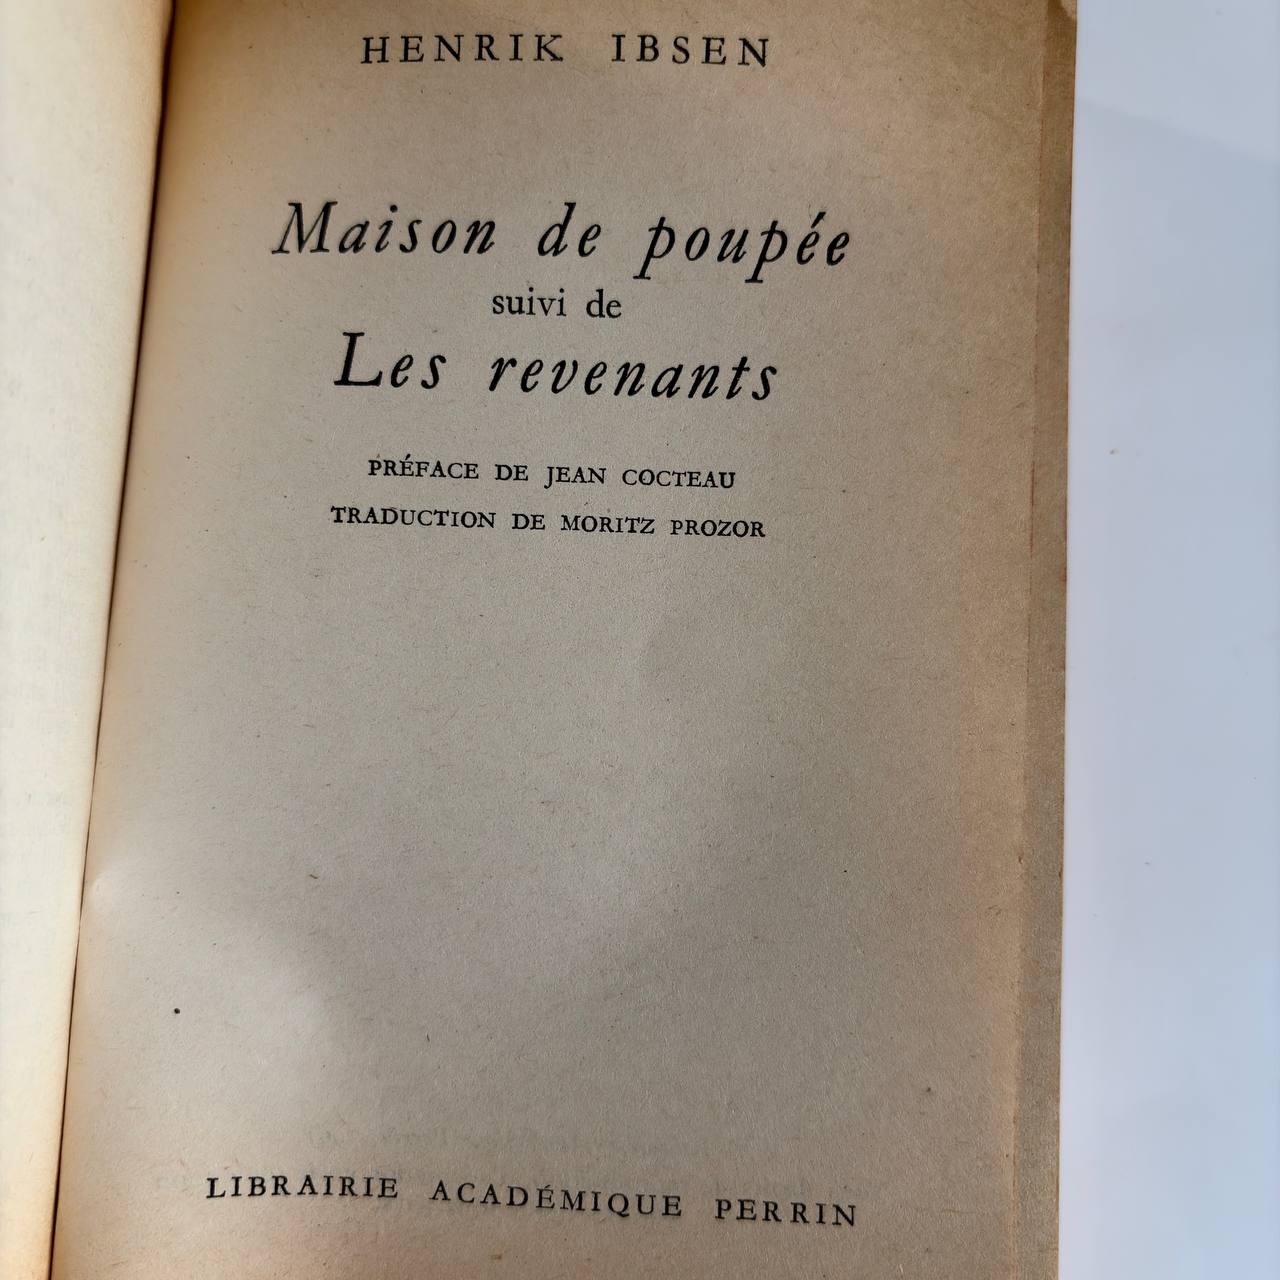 HENRIK IBSEN
Maison de poupée
suivi de
Les revenants
PRÉFACE DE JEAN COCTEAU
TRADUCTION DE MORITZ PROZOR
LIBRAIRIE ACADÉMIQUE PERRIN